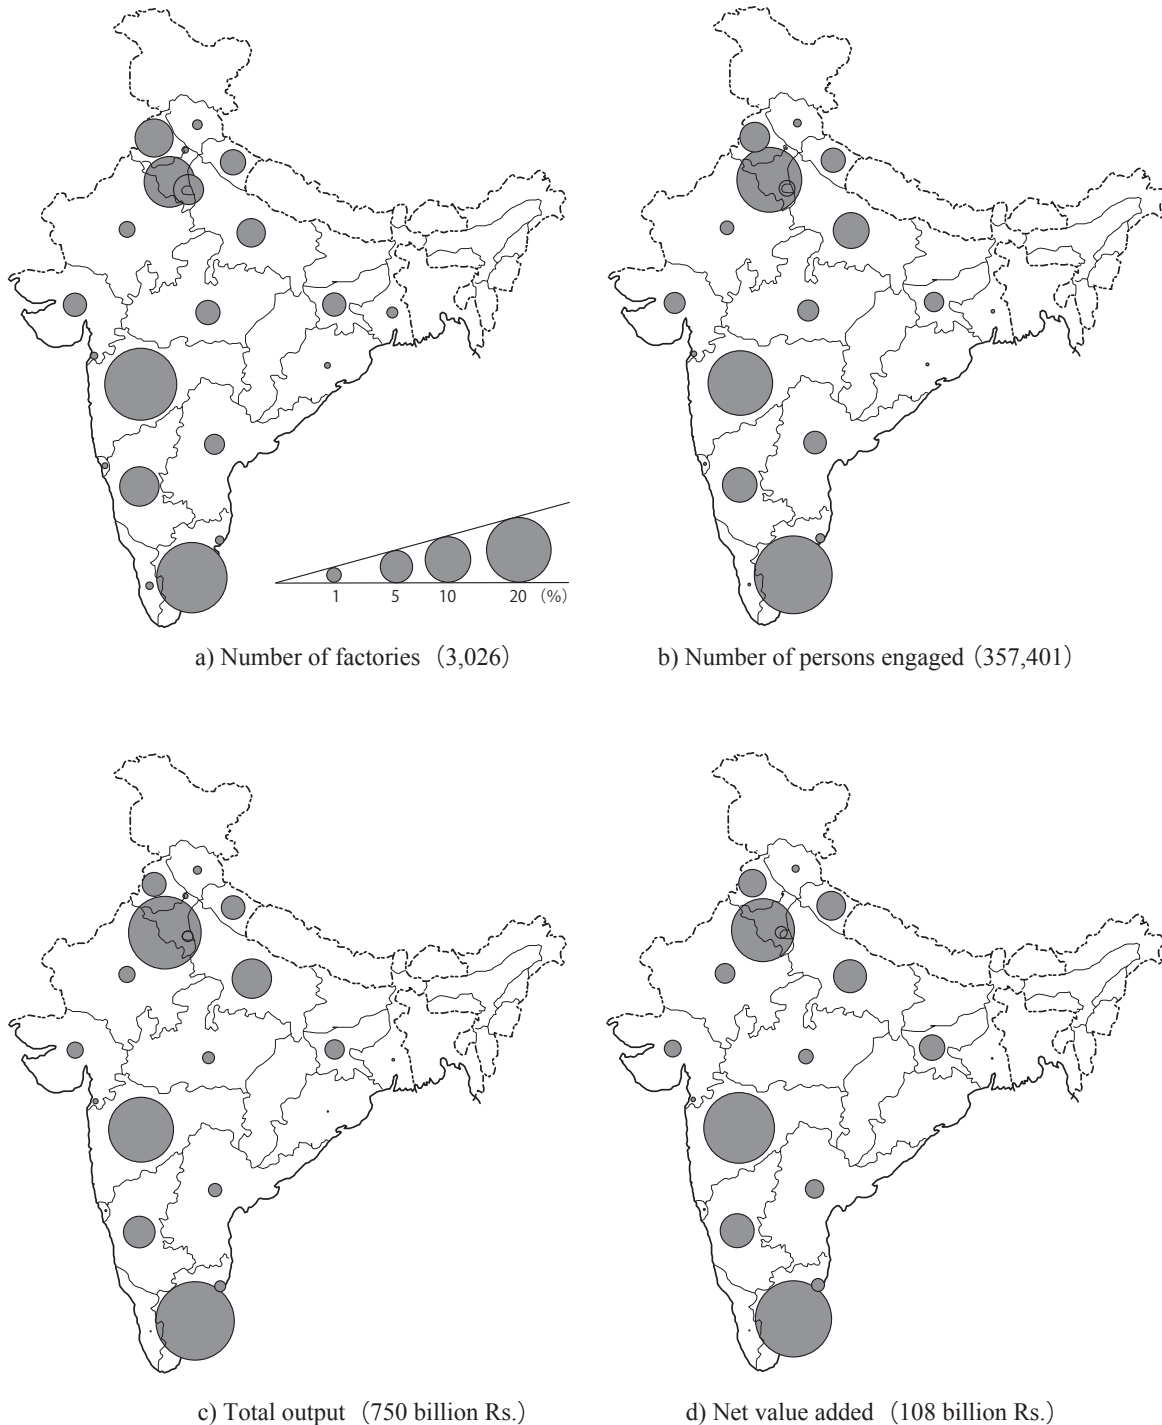 1 5 10 20 (%)
a) Number of factories (3,026)
b) Number of persons engaged (357,401)
c) Total output (750 billion Rs.)
d) Net value added (108 billion Rs.)